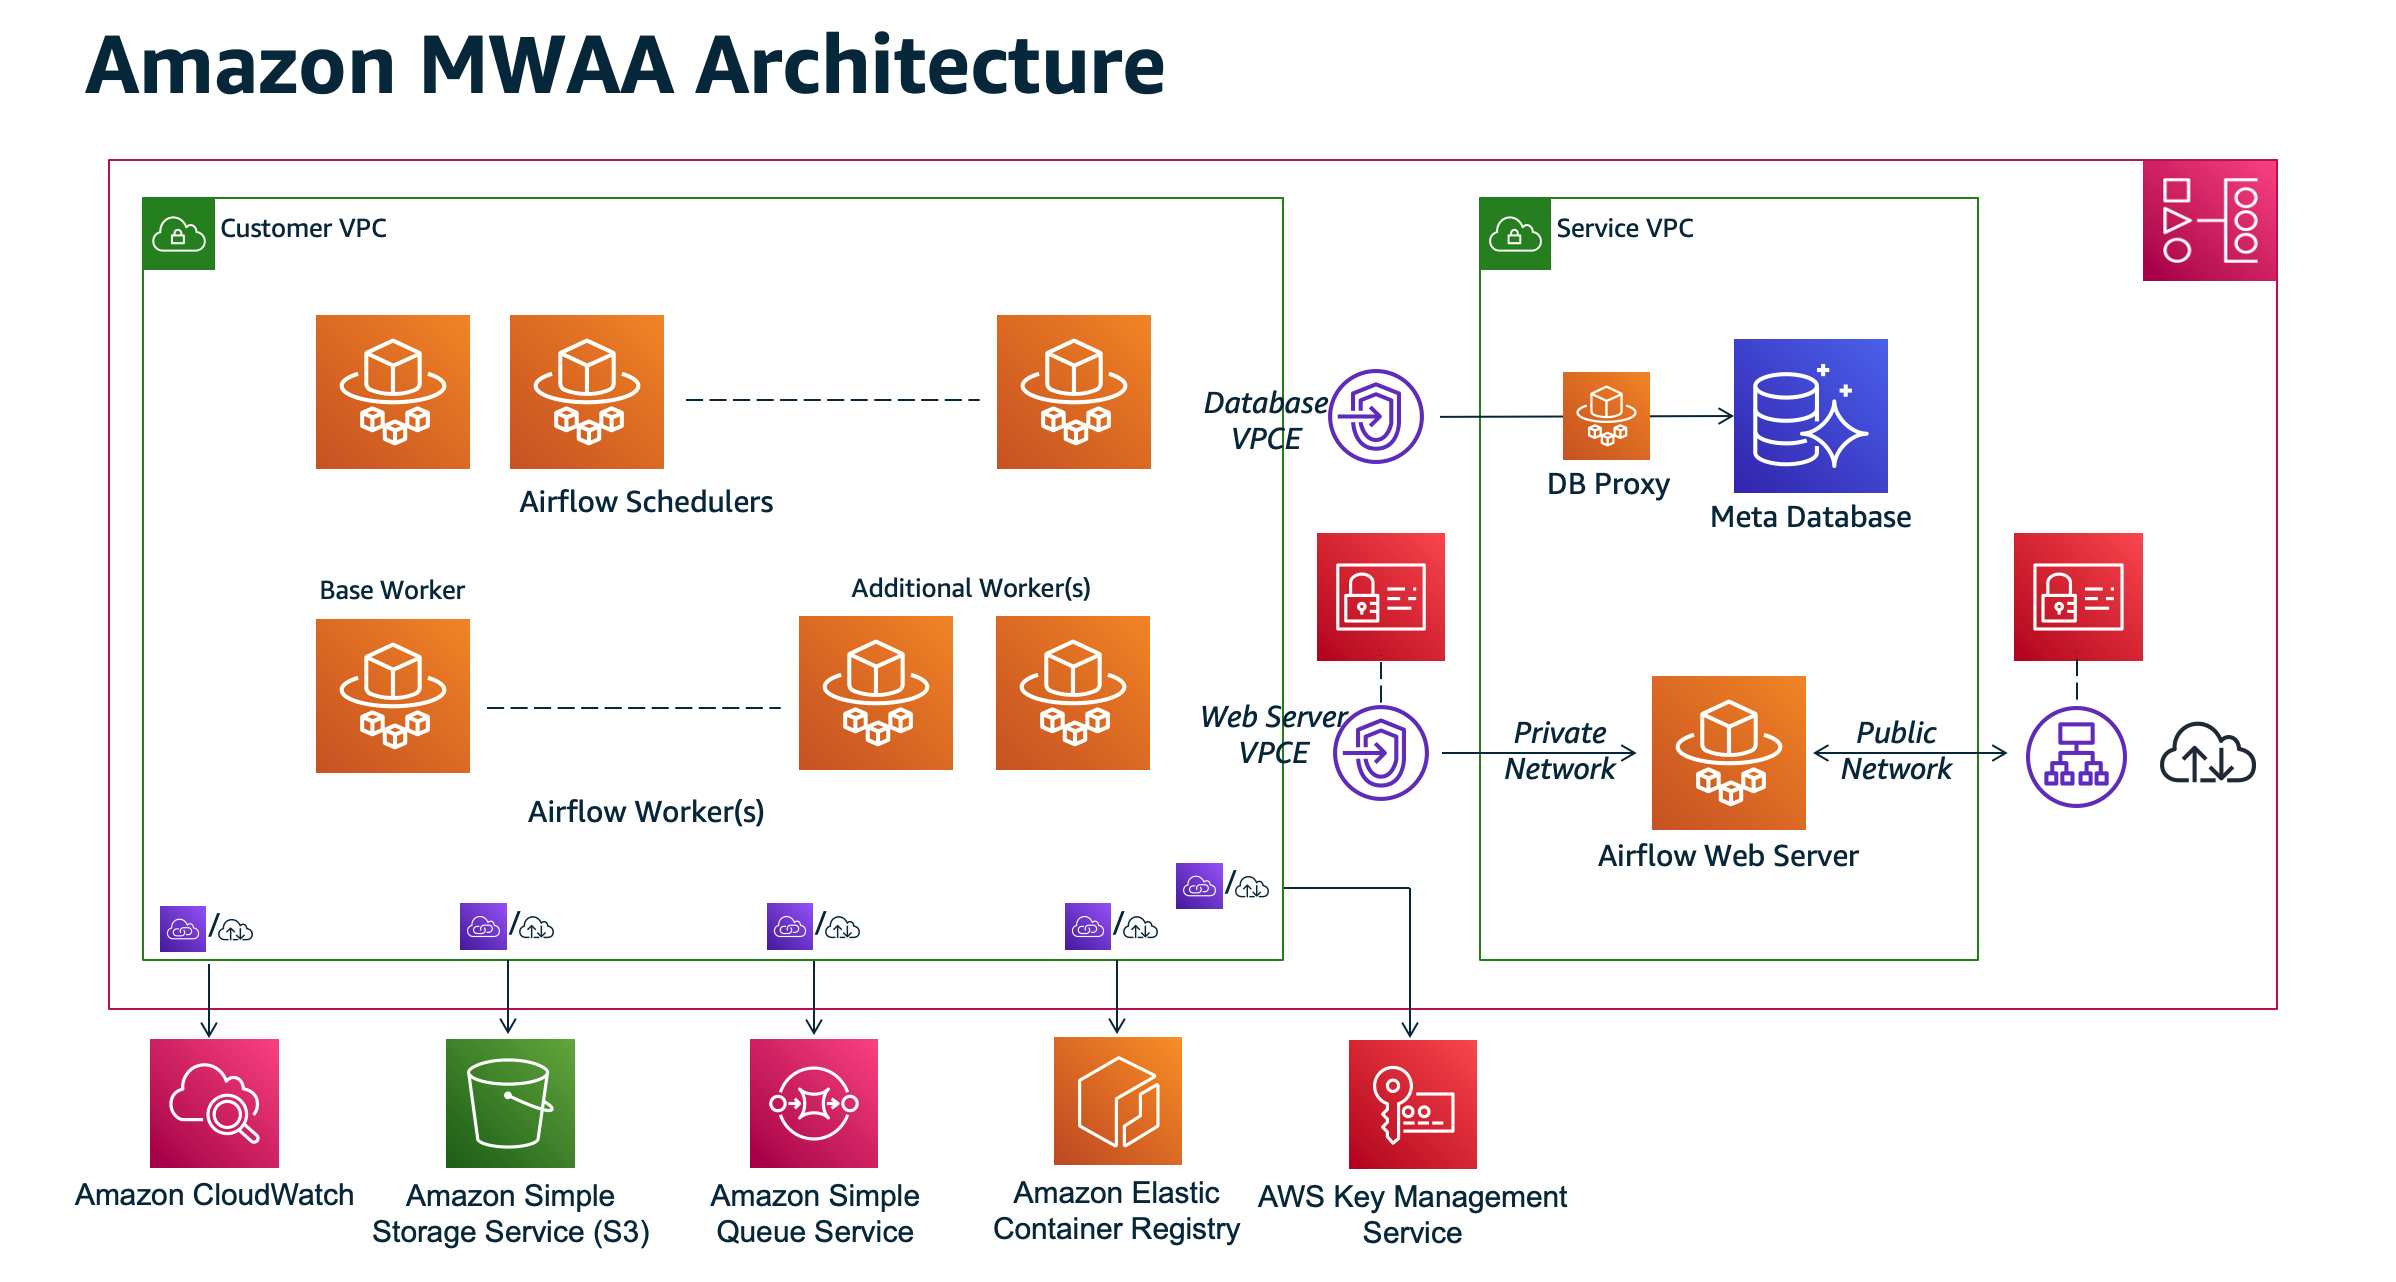 Amazon MWAA Architecture
Customer VPC
Service VPC
Database
VPCE
DB Proxy
Airflow Schedulers
Meta Database
Base Worker
Additional Worker(s)
Web Server
VPCE
Private
Network
Public
Network
Airflow Worker(s)
Airflow Web Server
/
/
/
/
/
Amazon CloudWatch
Amazon Simple
Storage Service (S3)
Amazon Simple
Queue Service
Amazon Elastic
Container Registry
AWS Key Management
Service